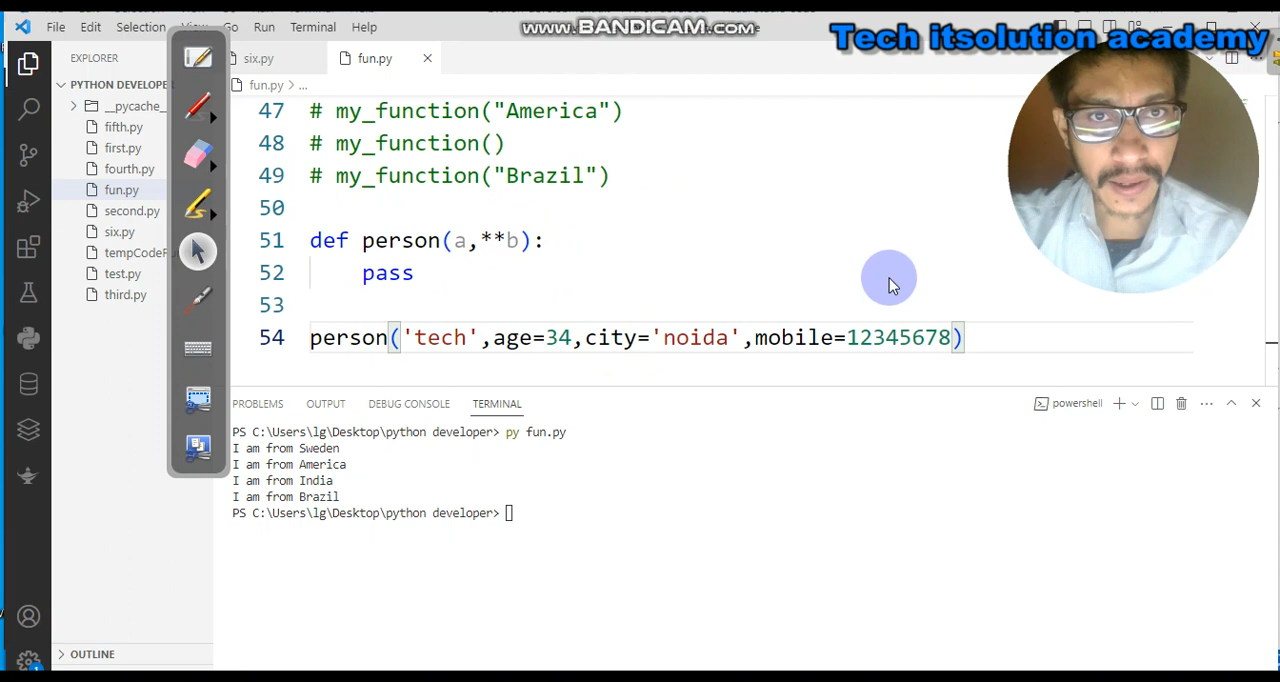 www.BANDICAM.com
Tech itsolution academy
File Edit Selection View Go Run Terminal Help
EXPLORER
six.py
fun.py
PYTHON DEVELOPE
fun.py > ...
__pycache_
fifth.py
first.py
fourth.py
fun.py
second.py
six.py
tempCodeR
test.py
third.py
47 # my_function("America")
48 # my_function()
49 # my_function("Brazil")
50
51 def person(a,**b):
52 pass
53
54 person('tech',age=34,city='noida',mobile=12345678)
PROBLEMS OUTPUT DEBUG CONSOLE TERMINAL
powershell
PS C:\Users\lg\Desktop\python developer> py fun.py
I am from Sweden
I am from America
I am from India
I am from Brazil
PS C:\Users\lg\Desktop\python developer>
OUTLINE